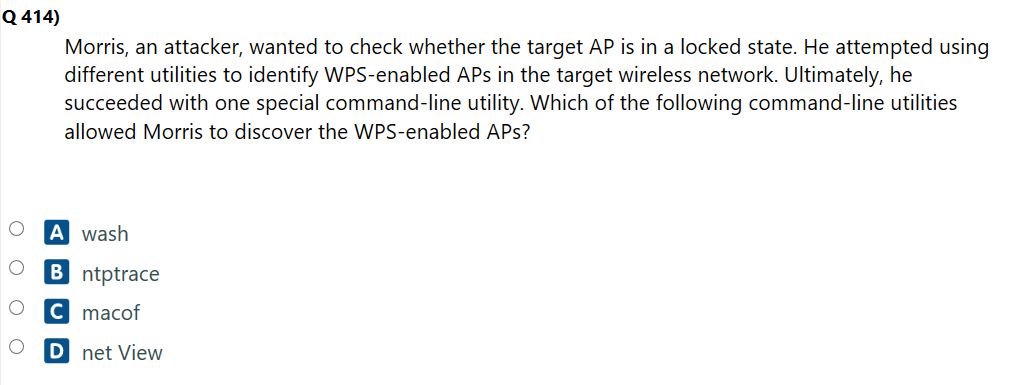 Q 414)
Morris, an attacker, wanted to check whether the target AP is in a locked state. He attempted using
different utilities to identify WPS-enabled APs in the target wireless network. Ultimately, he
succeeded with one special command-line utility. Which of the following command-line utilities
allowed Morris to discover the WPS-enabled APs?
A wash
B ntptrace
C macof
D net View